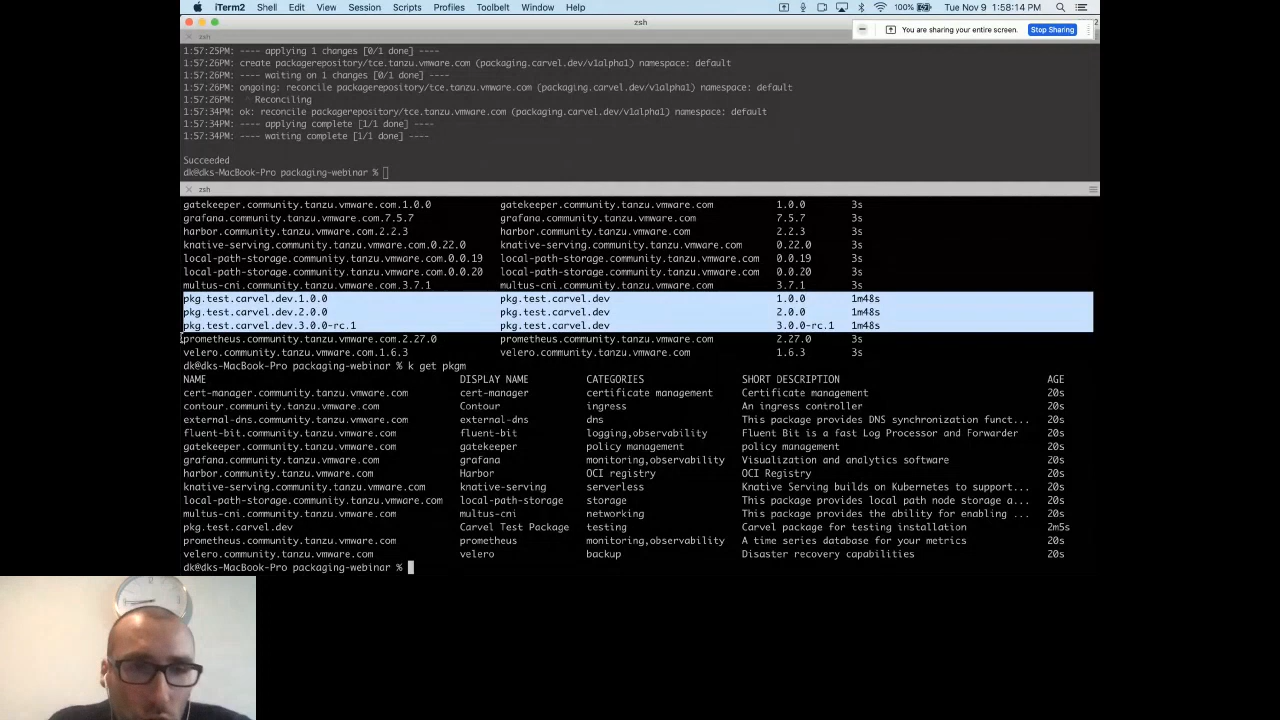 iTerm2 Shell Edit View Session Scripts Profiles Toolbelt Window Help 100% Tue Nov 9 1:58:14 PM
zsh
You are sharing your entire screen. Stop Sharing
zsh
1:57:25PM: ---- applying 1 changes [0/1 done] ----
1:57:26PM: create packagerepository/tce.tanzu.vmware.com (packaging.carvel.dev/v1alpha1) namespace: default
1:57:26PM: ---- waiting on 1 changes [0/1 done] ----
1:57:26PM: ongoing: reconcile packagerepository/tce.tanzu.vmware.com (packaging.carvel.dev/v1alpha1) namespace: default
1:57:26PM:  ^ Reconciling
1:57:34PM: ok: reconcile packagerepository/tce.tanzu.vmware.com (packaging.carvel.dev/v1alpha1) namespace: default
1:57:34PM: ---- applying complete [1/1 done] ----
1:57:34PM: ---- waiting complete [1/1 done] ----
Succeeded
dk@dks-MacBook-Pro packaging-webinar %
zsh
gatekeeper.community.tanzu.vmware.com.1.0.0 gatekeeper.community.tanzu.vmware.com 1.0.0 3s
grafana.community.tanzu.vmware.com.7.5.7 grafana.community.tanzu.vmware.com 7.5.7 3s
harbor.community.tanzu.vmware.com.2.2.3 harbor.community.tanzu.vmware.com 2.2.3 3s
knative-serving.community.tanzu.vmware.com.0.22.0 knative-serving.community.tanzu.vmware.com 0.22.0 3s
local-path-storage.community.tanzu.vmware.com.0.0.19 local-path-storage.community.tanzu.vmware.com 0.0.19 3s
local-path-storage.community.tanzu.vmware.com.0.0.20 local-path-storage.community.tanzu.vmware.com 0.0.20 3s
multus-cni.community.tanzu.vmware.com.3.7.1 multus-cni.community.tanzu.vmware.com 3.7.1 3s
pkg.test.carvel.dev.1.0.0 pkg.test.carvel.dev 1.0.0 1m48s
pkg.test.carvel.dev.2.0.0 pkg.test.carvel.dev 2.0.0 1m48s
pkg.test.carvel.dev.3.0.0-rc.1 pkg.test.carvel.dev 3.0.0-rc.1 1m48s
prometheus.community.tanzu.vmware.com.2.27.0 prometheus.community.tanzu.vmware.com 2.27.0 3s
velero.community.tanzu.vmware.com.1.6.3 velero.community.tanzu.vmware.com 1.6.3 3s
dk@dks-MacBook-Pro packaging-webinar % k get pkgm
NAME DISPLAY NAME CATEGORIES SHORT DESCRIPTION AGE
cert-manager.community.tanzu.vmware.com cert-manager certificate management Certificate management 20s
contour.community.tanzu.vmware.com Contour ingress An ingress controller 20s
external-dns.community.tanzu.vmware.com external-dns dns This package provides DNS synchronization funct... 20s
fluent-bit.community.tanzu.vmware.com fluent-bit logging,observability Fluent Bit is a fast Log Processor and Forwarder 20s
gatekeeper.community.tanzu.vmware.com gatekeeper policy management policy management 20s
grafana.community.tanzu.vmware.com grafana monitoring,observability Visualization and analytics software 20s
harbor.community.tanzu.vmware.com Harbor OCI registry OCI Registry 20s
knative-serving.community.tanzu.vmware.com knative-serving serverless Knative Serving builds on Kubernetes to support... 20s
local-path-storage.community.tanzu.vmware.com local-path-storage storage This package provides local path node storage a... 20s
multus-cni.community.tanzu.vmware.com multus-cni networking This package provides the ability for enabling ... 20s
pkg.test.carvel.dev Carvel Test Package testing Carvel package for testing installation 2m5s
prometheus.community.tanzu.vmware.com prometheus monitoring,observability A time series database for your metrics 20s
velero.community.tanzu.vmware.com velero backup Disaster recovery capabilities 20s
dk@dks-MacBook-Pro packaging-webinar %